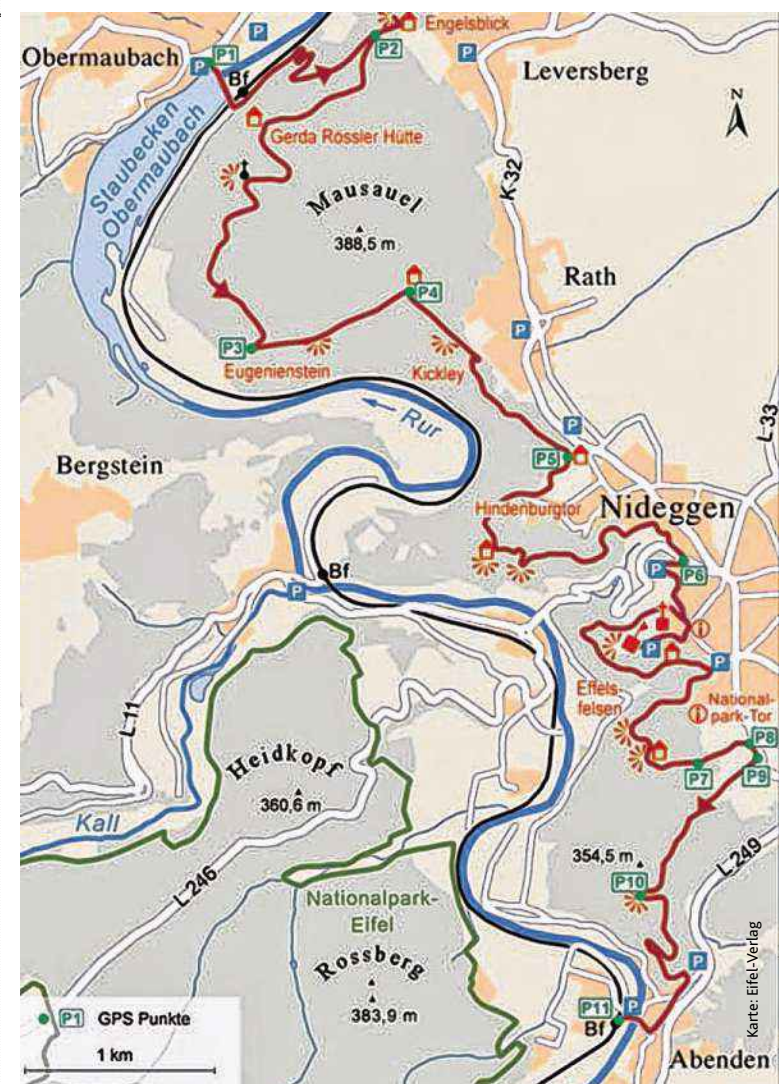 Engelsblick
Obermaubach
P
P1
P
P
P2
P
Bf
Leversberg
N
Staubecken
Obermaubach
Gerda Rössler Hütte
K 32
Mausauel
388,5 m
Rath
P4
P
P3
Eugenienstein
Kickley
Rur
P
L 33
Bergstein
P5
Hindenburgtor
Nideggen
Bf
P
P
P6
P
i
P
Effels-
felsen
i
National-
park-Tor
L 11
P8
P7
P9
Heidkopf
360,6 m
Kall
354,5 m
L 249
L 246
P10
Nationalpark-
Eifel
Rossberg
383,9 m
P
P11
P
Bf
P1 GPS Punkte
1 km
Abenden
Karte: Eifel-Verlag